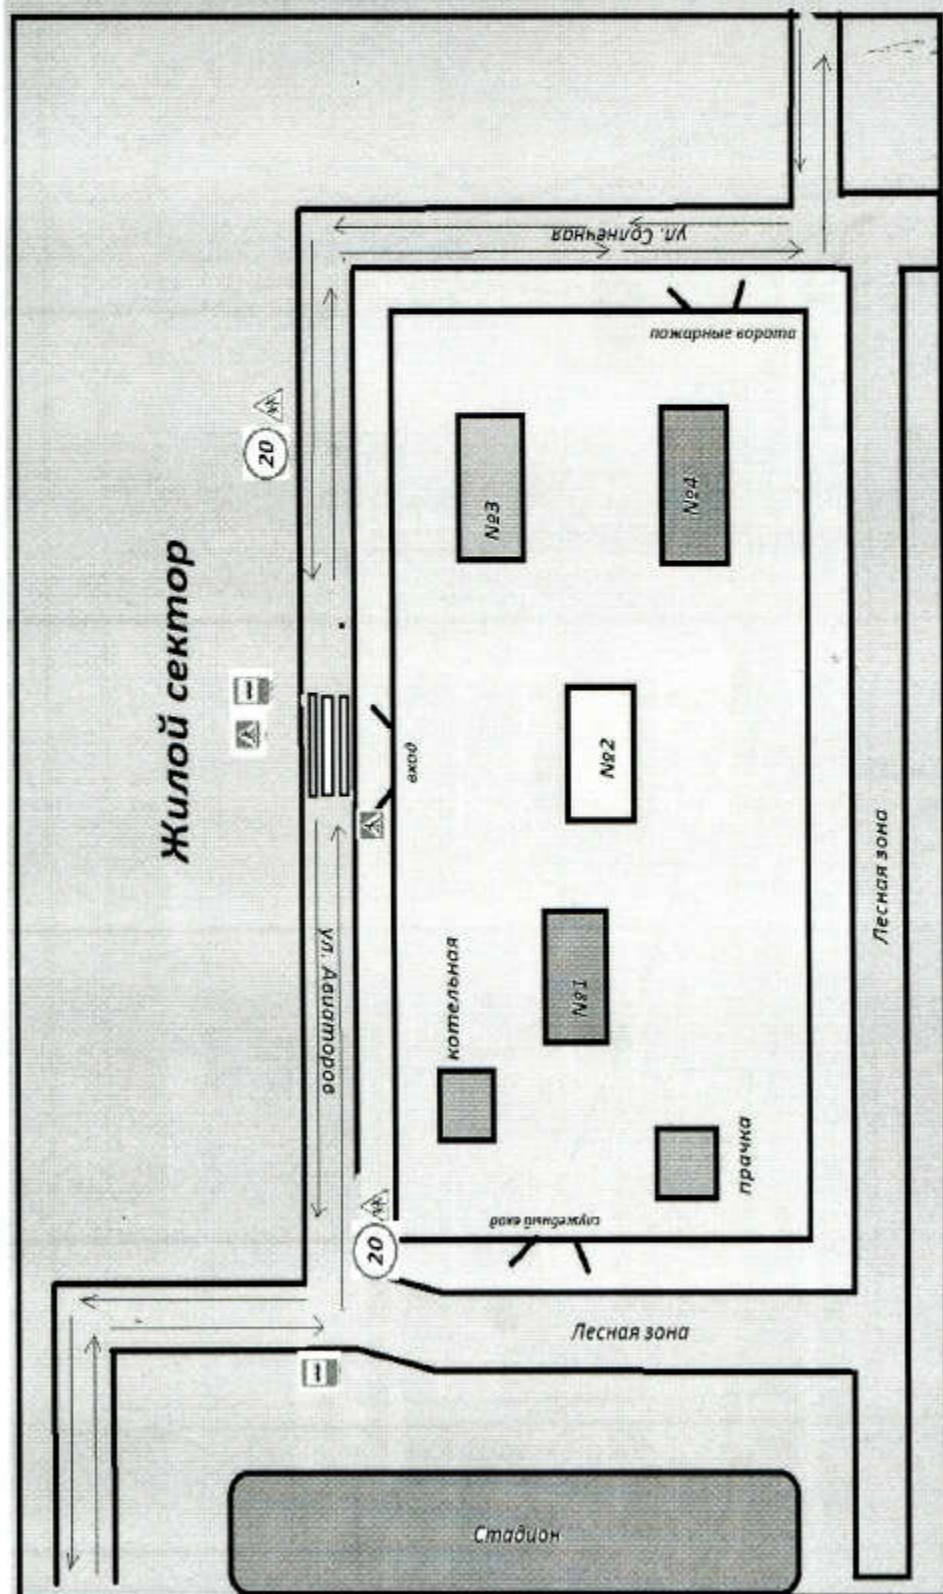 ул. Солнечная
пожарные ворота
20
№3
№4
Жилой сектор
вход
№2
Лесная зона
ул. Авиаторов
котельная
№1
прачка
служебный вход
20
Лесная зона
Стадион